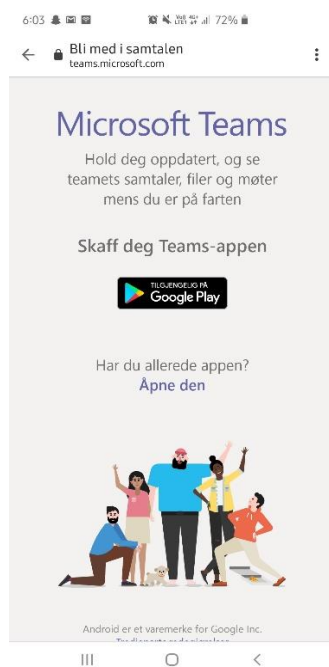 6:03 72%
Bli med i samtalen
teams.microsoft.com
Microsoft Teams
Hold deg oppdatert, og se
teamets samtaler, filer og møter
mens du er på farten
Skaff deg Teams-appen
TILGJENGELIG PÅ
Google Play
Har du allerede appen?
Åpne den
Android er et varemerke for Google Inc.